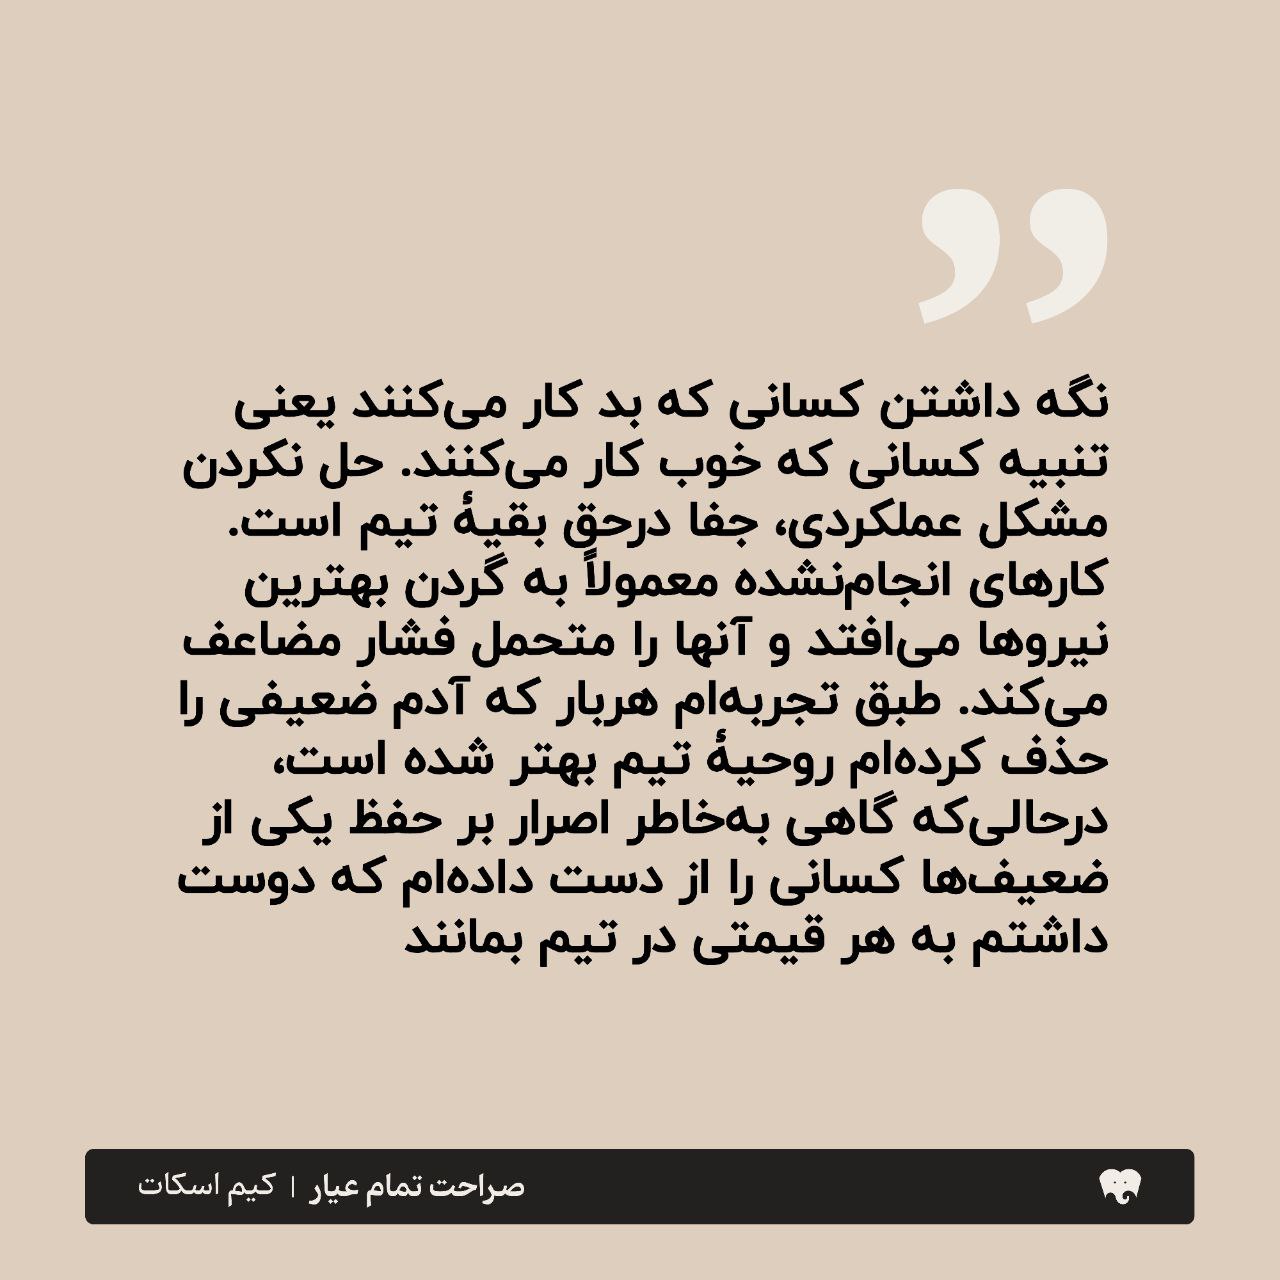 نگه داشتن کسانی که بد کار می‌کنند یعنی
تنبیه کسانی که خوب کار می‌کنند. حل نکردن
مشکل عملکردی، جفا درحق بقیهٔ تیم است.
کارهای انجام‌نشده معمولاً به گردن بهترین
نیروها می‌افتد و آنها را متحمل فشار مضاعف
می‌کند. طبق تجربه‌ام هربار که آدم ضعیفی را
حذف کرده‌ام روحیهٔ تیم بهتر شده است،
درحالی‌که گاهی به‌خاطر اصرار بر حفظ یکی از
ضعیف‌ها کسانی را از دست داده‌ام که دوست
داشتم به هر قیمتی در تیم بمانند
صراحت تمام عیار | کیم اسکات